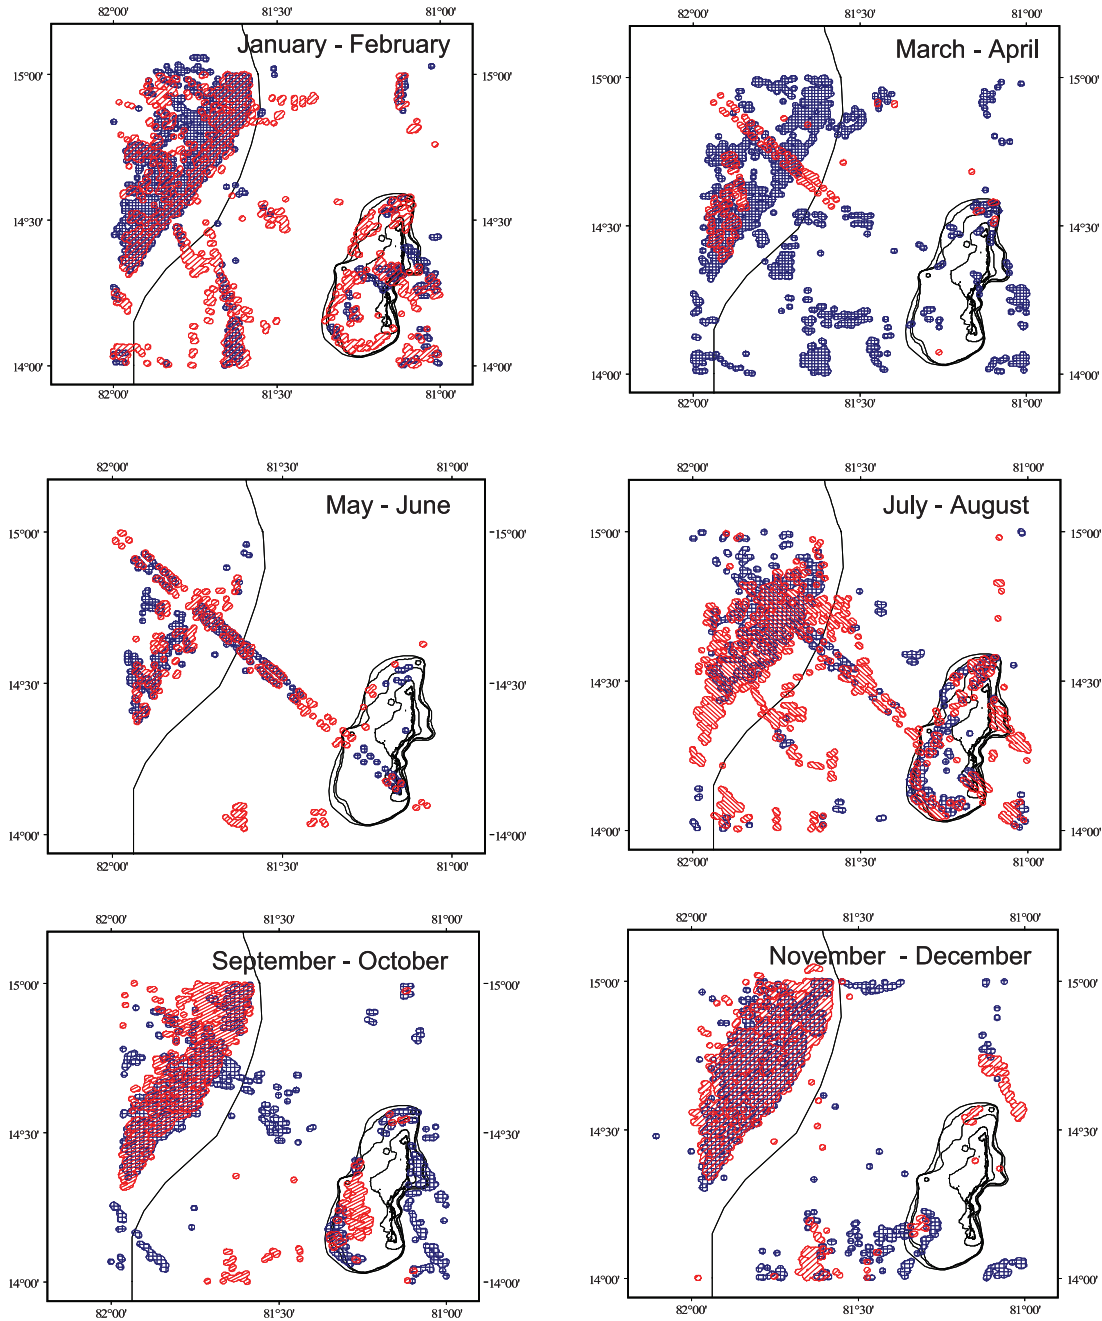 82°00' 81°30' 81°00'
January - February
15°00' 15°00'
14°30' 14°30'
14°00' 14°00'
82°00' 81°30' 81°00'
82°00' 81°30' 81°00'
March - April
15°00' 15°00'
14°30' 14°30'
14°00' 14°00'
82°00' 81°30' 81°00'
82°00' 81°30' 81°00'
May - June
15°00' 15°00'
14°30' 14°30'
14°00' 14°00'
82°00' 81°30' 81°00'
82°00' 81°30' 81°00'
July - August
15°00' 15°00'
14°30' 14°30'
14°00' 14°00'
82°00' 81°30' 81°00'
82°00' 81°30' 81°00'
September - October
15°00' 15°00'
14°30' 14°30'
14°00' 14°00'
82°00' 81°30' 81°00'
82°00' 81°30' 81°00'
November - December
15°00' 15°00'
14°30' 14°30'
14°00' 14°00'
82°00' 81°30' 81°00'